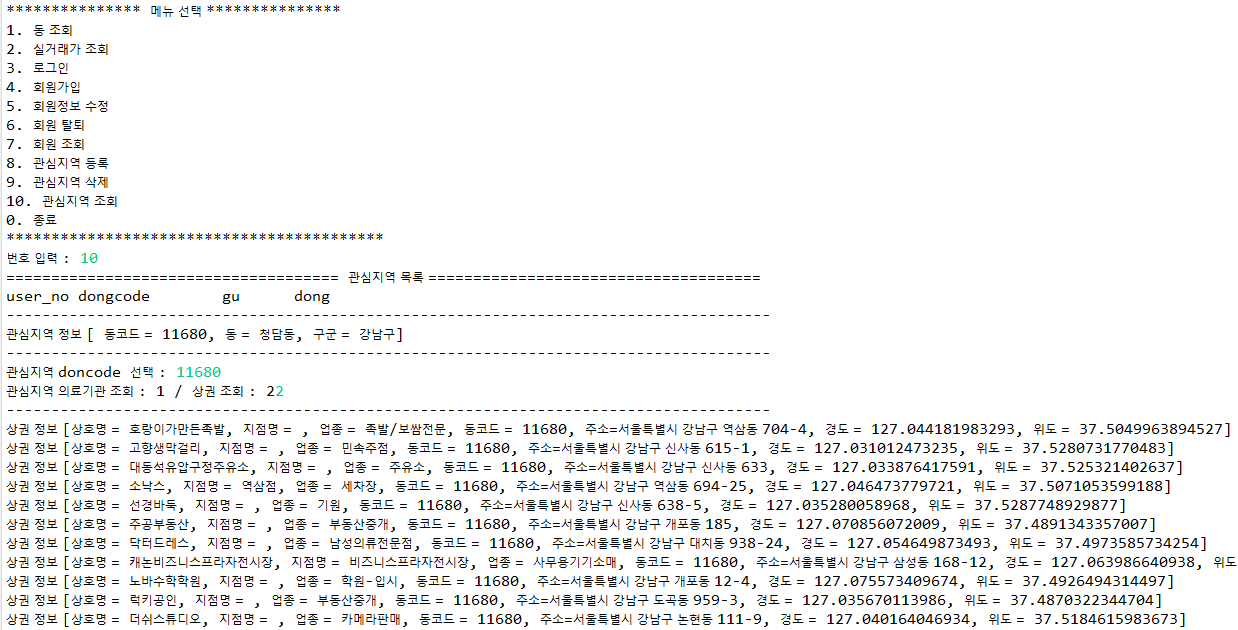 *************** 메뉴 선택 ***************
1. 동 조회
2. 실거래가 조회
3. 로그인
4. 회원가입
5. 회원정보 수정
6. 회원 탈퇴
7. 회원 조회
8. 관심지역 등록
9. 관심지역 삭제
10. 관심지역 조회
0. 종료
******************************************
번호 입력 : 10
===================================== 관심지역 목록 =====================================
user_no dongcode        gu      dong
-------------------------------------------------------------------------------------
관심지역 정보 [ 동코드 = 11680, 동 = 청담동, 구군 = 강남구]
-------------------------------------------------------------------------------------
관심지역 doncode 선택 : 11680
관심지역 의료기관 조회 : 1 / 상권 조회 : 22
-------------------------------------------------------------------------------------
상권 정보 [상호명 = 호랑이가만든족발, 지점명 = , 업종 = 족발/보쌈전문, 동코드 = 11680, 주소=서울특별시 강남구 역삼동 704-4, 경도 = 127.044181983293, 위도 = 37.5049963894527]
상권 정보 [상호명 = 고향생막걸리, 지점명 = , 업종 = 민속주점, 동코드 = 11680, 주소=서울특별시 강남구 신사동 615-1, 경도 = 127.031012473235, 위도 = 37.5280731770483]
상권 정보 [상호명 = 대동석유압구정주유소, 지점명 = , 업종 = 주유소, 동코드 = 11680, 주소=서울특별시 강남구 신사동 633, 경도 = 127.033876417591, 위도 = 37.525321402637]
상권 정보 [상호명 = 소낙스, 지점명 = 역삼점, 업종 = 세차장, 동코드 = 11680, 주소=서울특별시 강남구 역삼동 694-25, 경도 = 127.046473779721, 위도 = 37.5071053599188]
상권 정보 [상호명 = 선경바둑, 지점명 = , 업종 = 기원, 동코드 = 11680, 주소=서울특별시 강남구 신사동 638-5, 경도 = 127.035280058968, 위도 = 37.5287748929877]
상권 정보 [상호명 = 주공부동산, 지점명 = , 업종 = 부동산중개, 동코드 = 11680, 주소=서울특별시 강남구 개포동 185, 경도 = 127.070856072009, 위도 = 37.4891343357007]
상권 정보 [상호명 = 닥터드레스, 지점명 = , 업종 = 남성의류전문점, 동코드 = 11680, 주소=서울특별시 강남구 대치동 938-24, 경도 = 127.054649873493, 위도 = 37.4973585734254]
상권 정보 [상호명 = 캐논비즈니스프라자전시장, 지점명 = 비즈니스프라자전시장, 업종 = 사무용기기소매, 동코드 = 11680, 주소=서울특별시 강남구 삼성동 168-12, 경도 = 127.063986640938, 위도
상권 정보 [상호명 = 노바수학학원, 지점명 = , 업종 = 학원-입시, 동코드 = 11680, 주소=서울특별시 강남구 개포동 12-4, 경도 = 127.075573409674, 위도 = 37.4926494314497]
상권 정보 [상호명 = 럭키공인, 지점명 = , 업종 = 부동산중개, 동코드 = 11680, 주소=서울특별시 강남구 도곡동 959-3, 경도 = 127.035670113986, 위도 = 37.4870322344704]
상권 정보 [상호명 = 더쉬스튜디오, 지점명 = , 업종 = 카메라판매, 동코드 = 11680, 주소=서울특별시 강남구 논현동 111-9, 경도 = 127.040164046934, 위도 = 37.5184615983673]